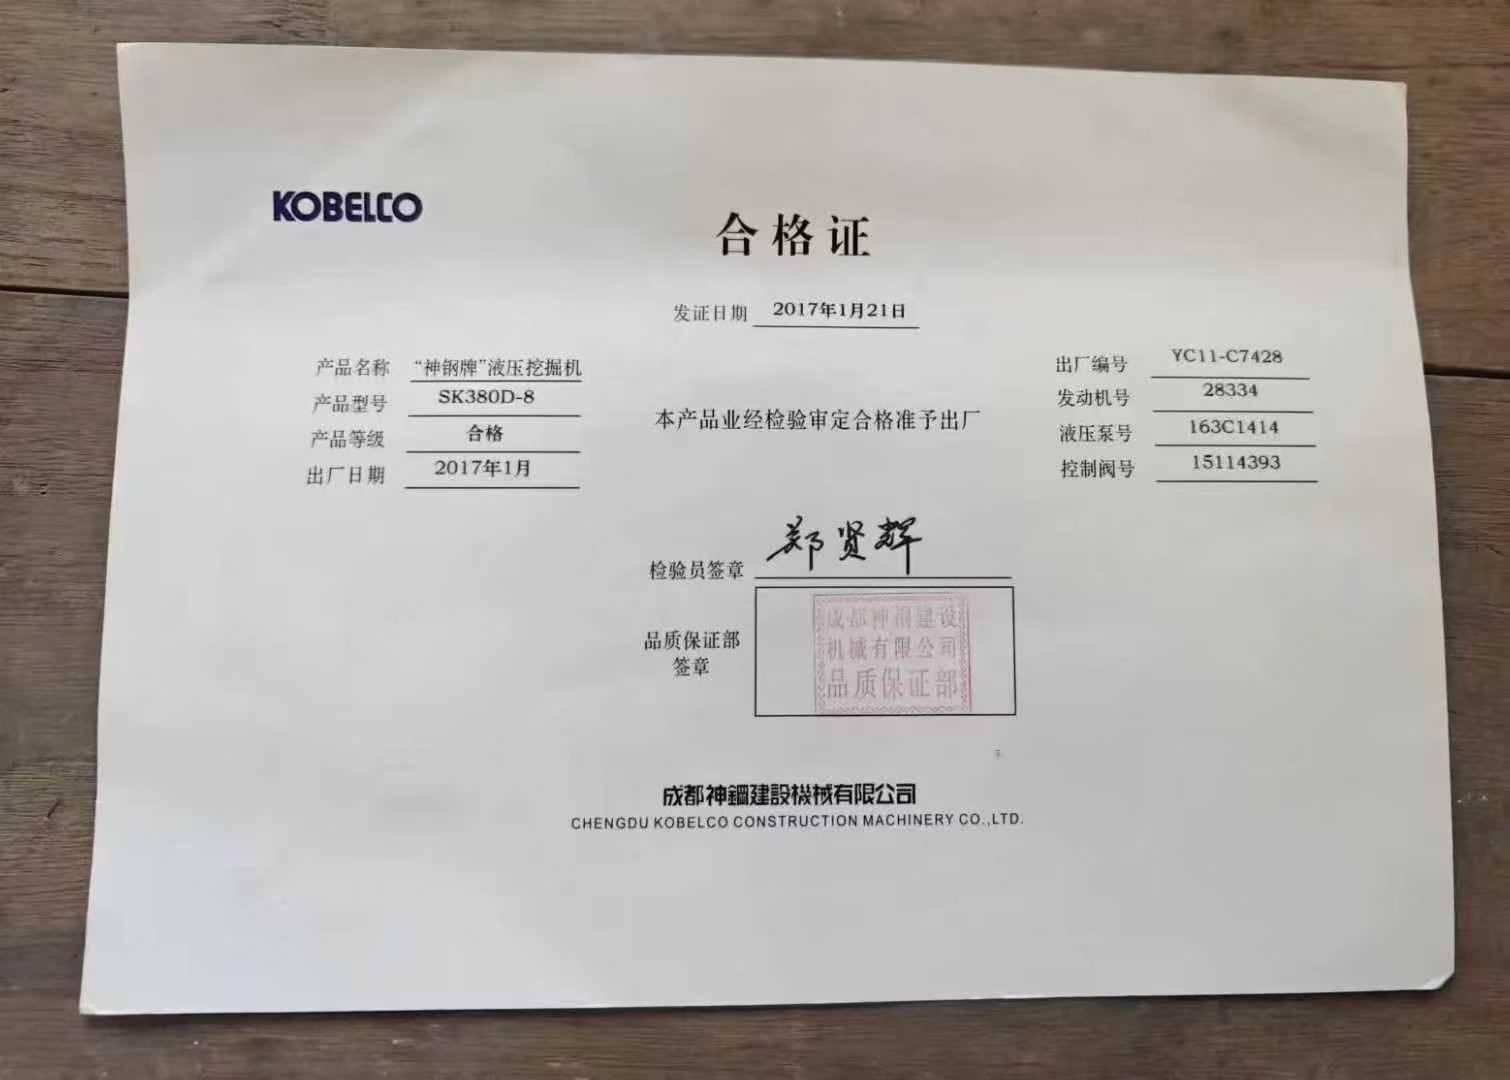 KOBELCO
合格证
发证日期 2017年1月21日
产品名称 “神钢牌”液压挖掘机
产品型号 SK380D-8
产品等级 合格
出厂日期 2017年1月
本产品业经检验审定合格准予出厂
出厂编号 YC11-C7428
发动机号 28334
液压泵号 163C1414
控制阀号 15114393
检验员签章 郑贤辉
品质保证部
签章
成都神钢建设
机械有限公司
品质保证部
成都神鋼建設機械有限公司
CHENGDU KOBELCO CONSTRUCTION MACHINERY CO.,LTD.